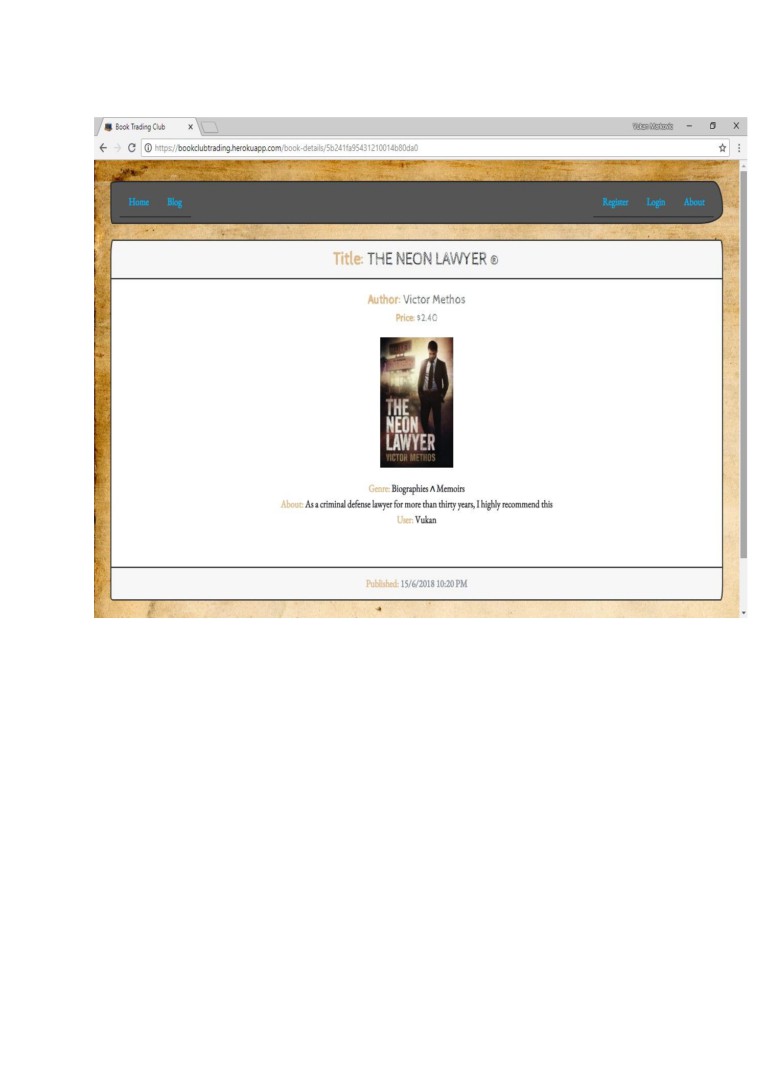 Book Trading Club
Vukan Markovic
https://bookclubtrading.herokuapp.com/book-details/5b241fa95431210014b80da0
Home Blog Register Login About
Title: THE NEON LAWYER ®
Author: Victor Methos
Price: $2.40
THE
NEON
LAWYER
VICTOR METHOS
Genre: Biographies ∧ Memoirs
About: As a criminal defense lawyer for more than thirty years, I highly recommend this
User: Vukan
Published: 15/6/2018 10:20 PM